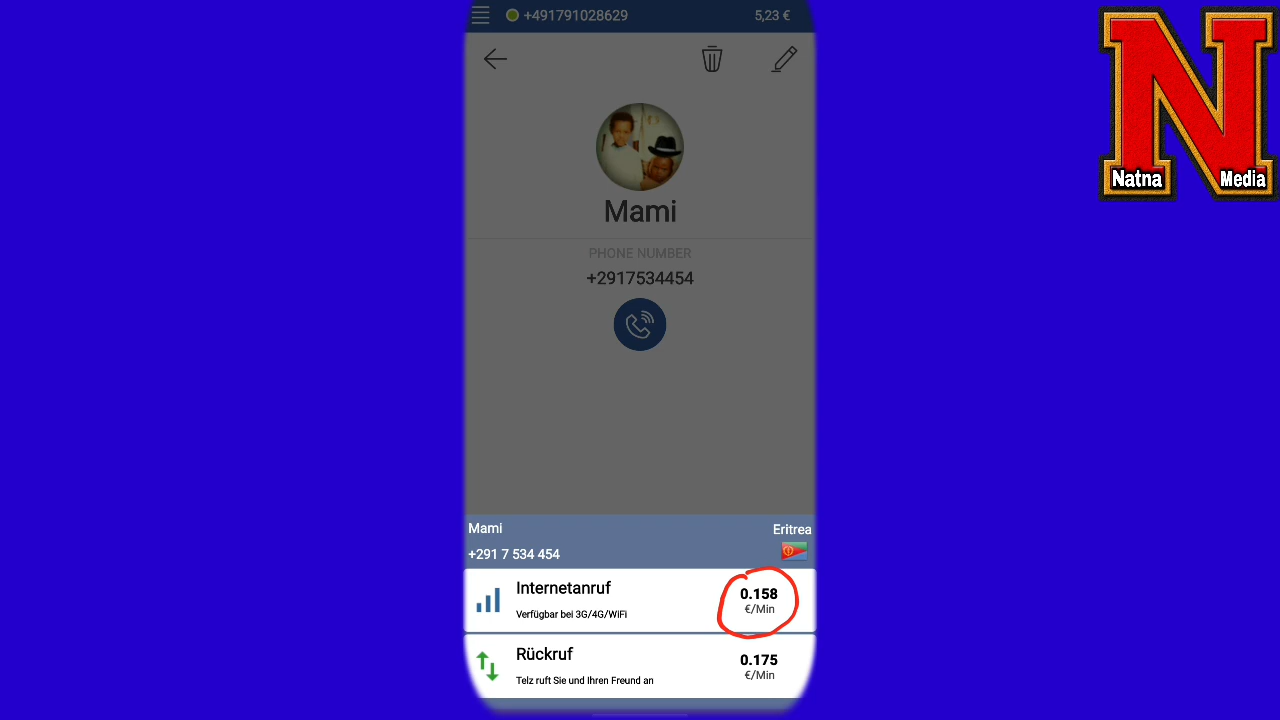 +491791028629 5,23 €
Mami
PHONE NUMBER
+2917534454
Mami Eritrea
+291 7 534 454
Internetanruf 0.158
Verfügbar bei 3G/4G/WiFi €/Min
Rückruf 0.175
Telz ruft Sie und Ihren Freund an €/Min
N
Natna Media